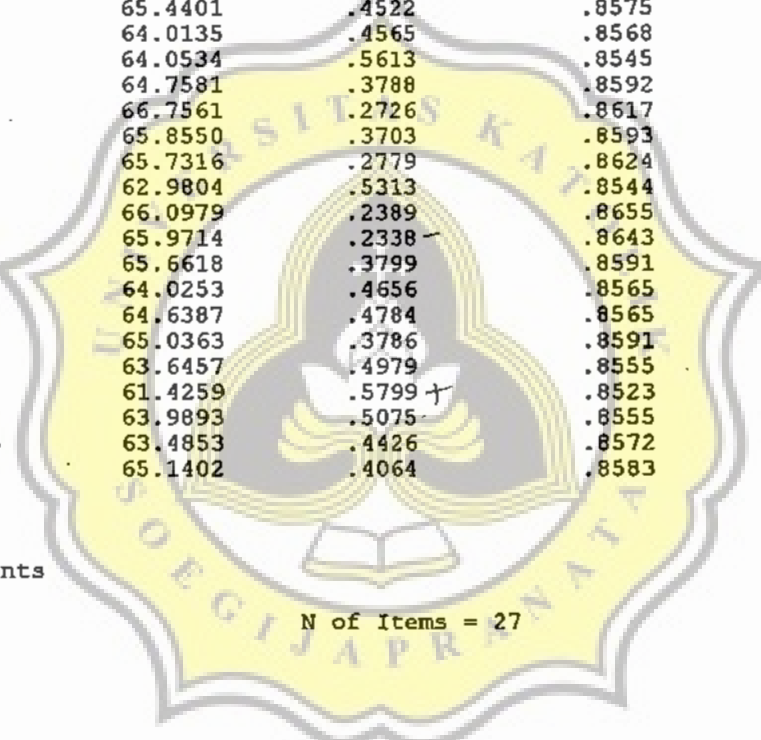 65.4401 .4522 .8575
64.0135 .4565 .8568
64.0534 .5613 .8545
64.7581 .3788 .8592
66.7561 .2726 .8617
65.8550 .3703 .8593
65.7316 .2779 .8624
62.9804 .5313 .8544
66.0979 .2389 .8655
65.9714 .2338 – .8643
65.6618 .3799 .8591
64.0253 .4656 .8565
64.6387 .4784 .8565
65.0363 .3786 .8591
63.6457 .4979 .8555
61.4259 .5799 + .8523
63.9893 .5075 .8555
63.4853 .4426 .8572
65.1402 .4064 .8583
nts
N of Items = 27
UNIVERSITAS KATOLIK
SOEGIJAPRANATA